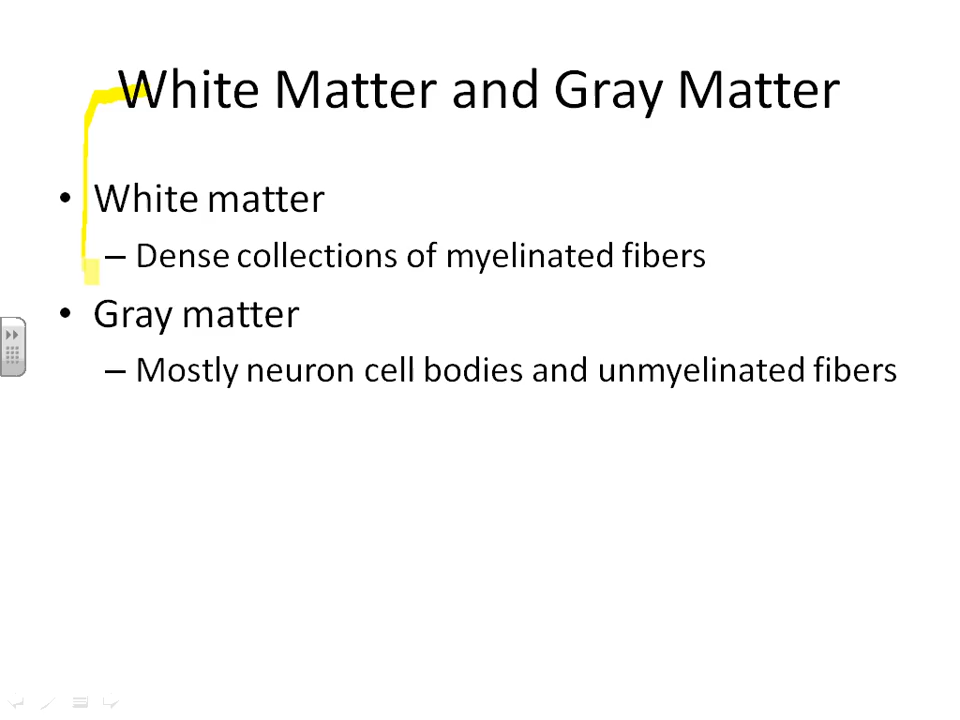 White Matter and Gray Matter
• White matter
– Dense collections of myelinated fibers
• Gray matter
– Mostly neuron cell bodies and unmyelinated fibers